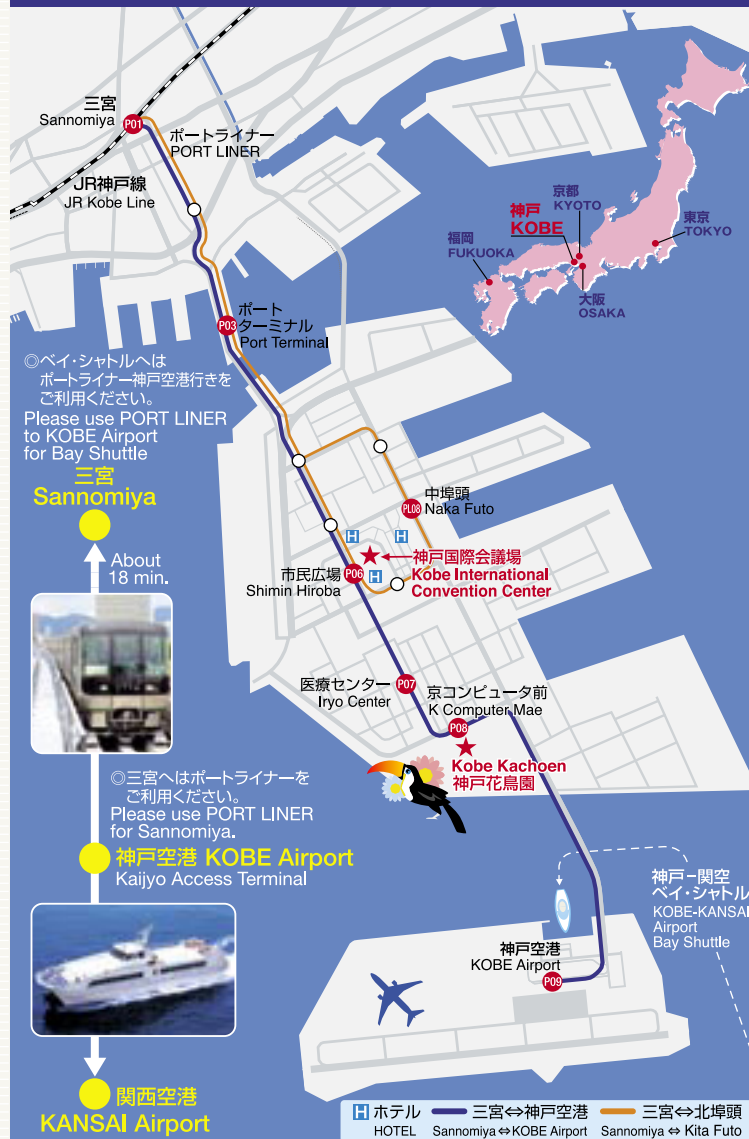 三宮
Sannomiya
P01
ポートライナー
PORT LINER
JR神戸線
JR Kobe Line
京都
KYOTO
神戸
KOBE
東京
TOKYO
福岡
FUKUOKA
大阪
OSAKA
P03
ポート
ターミナル
Port Terminal
◎ベイ・シャトルへは
ポートライナー神戸空港行きを
ご利用ください。
Please use PORT LINER
to KOBE Airport
for Bay Shuttle
三宮
Sannomiya
About
18 min.
PL08
中埠頭
Naka Futo
H
H
H
神戸国際会議場
Kobe International
Convention Center
市民広場
Shimin Hiroba
P06
医療センター
Iryo Center
P07
京コンピュータ前
K Computer Mae
P08
Kobe Kachoen
神戸花鳥園
◎三宮へはポートライナーを
ご利用ください。
Please use PORT LINER
for Sannomiya.
神戸空港 KOBE Airport
Kaijyo Access Terminal
神戸-関空
ベイ・シャトル
KOBE-KANSAI
Airport
Bay Shuttle
神戸空港
KOBE Airport
P09
関西空港
KANSAI Airport
H ホテル 三宮⇔神戸空港 三宮⇔北埠頭
HOTEL Sannomiya⇔KOBE Airport Sannomiya ⇔ Kita Futo